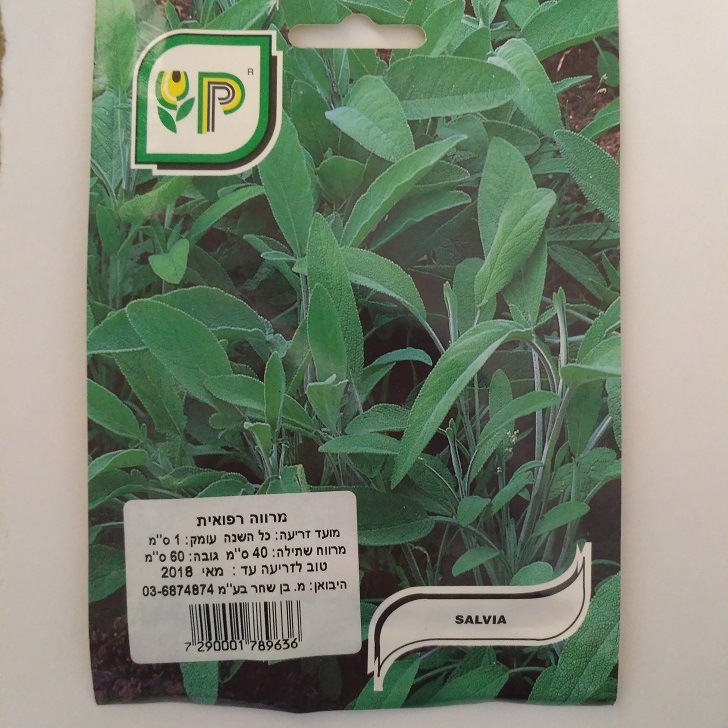 P
R
מרווה רפואית
מועד זריעה: כל השנה עומק: 1 ס''מ
מרווח שתילה: 40 ס''מ גובה: 60 ס''מ
טוב לזריעה עד : מאי 2018
היבואן: מ. בן שחר בע''מ 03-6874874
7 290001 789636
SALVIA